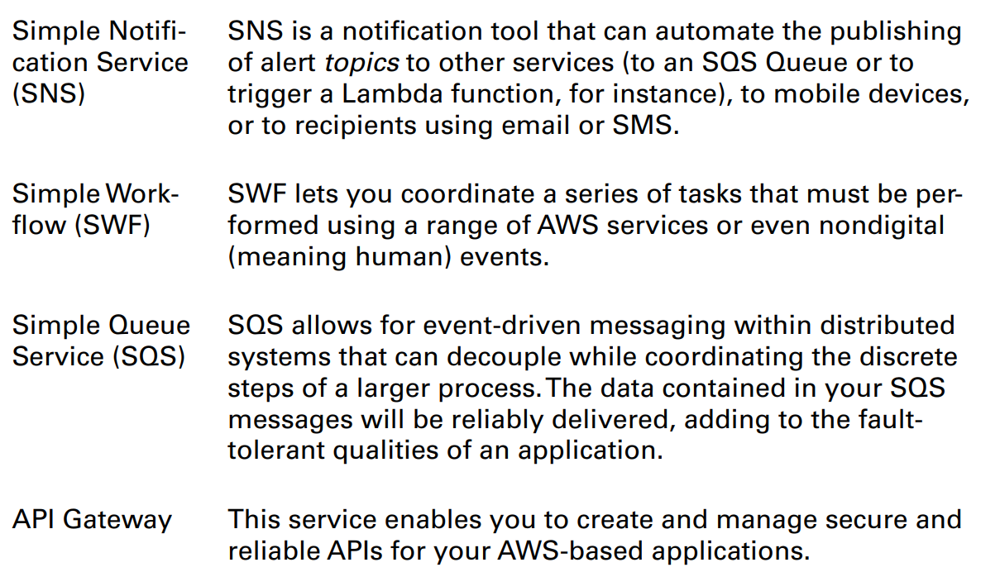 Simple Notifi-
cation Service
(SNS)
SNS is a notification tool that can automate the publishing
of alert topics to other services (to an SQS Queue or to
trigger a Lambda function, for instance), to mobile devices,
or to recipients using email or SMS.
Simple Work-
flow (SWF)
SWF lets you coordinate a series of tasks that must be per-
formed using a range of AWS services or even nondigital
(meaning human) events.
Simple Queue
Service (SQS)
SQS allows for event-driven messaging within distributed
systems that can decouple while coordinating the discrete
steps of a larger process. The data contained in your SQS
messages will be reliably delivered, adding to the fault-
tolerant qualities of an application.
API Gateway
This service enables you to create and manage secure and
reliable APIs for your AWS-based applications.